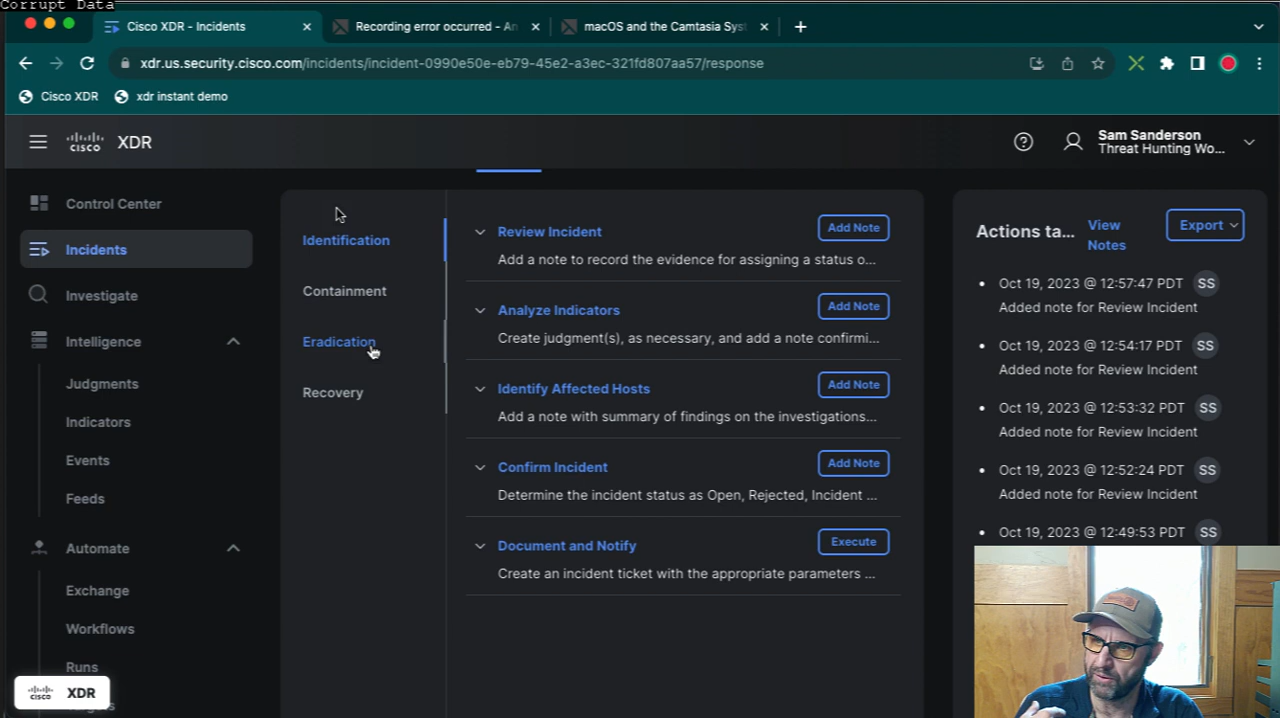 Corrupt Data
Cisco XDR - Incidents
Recording error occurred - An
macOS and the Camtasia Syst
xdr.us.security.cisco.com/incidents/incident-0990e50e-eb79-45e2-a3ec-321fd807aa57/response
Cisco XDR
xdr instant demo
cisco
XDR
Sam Sanderson
Threat Hunting Wo...
Control Center
Incidents
Investigate
Intelligence
Judgments
Indicators
Events
Feeds
Automate
Exchange
Workflows
Runs
cisco XDR
Identification
Containment
Eradication
Recovery
Review Incident
Add Note
Add a note to record the evidence for assigning a status o...
Analyze Indicators
Add Note
Create judgment(s), as necessary, and add a note confirmi...
Identify Affected Hosts
Add Note
Add a note with summary of findings on the investigations...
Confirm Incident
Add Note
Determine the incident status as Open, Rejected, Incident ...
Document and Notify
Execute
Create an incident ticket with the appropriate parameters ...
Actions ta...
View
Notes
Export
Oct 19, 2023 @ 12:57:47 PDT SS
Added note for Review Incident
Oct 19, 2023 @ 12:54:17 PDT SS
Added note for Review Incident
Oct 19, 2023 @ 12:53:32 PDT SS
Added note for Review Incident
Oct 19, 2023 @ 12:52:24 PDT SS
Added note for Review Incident
Oct 19, 2023 @ 12:49:53 PDT SS